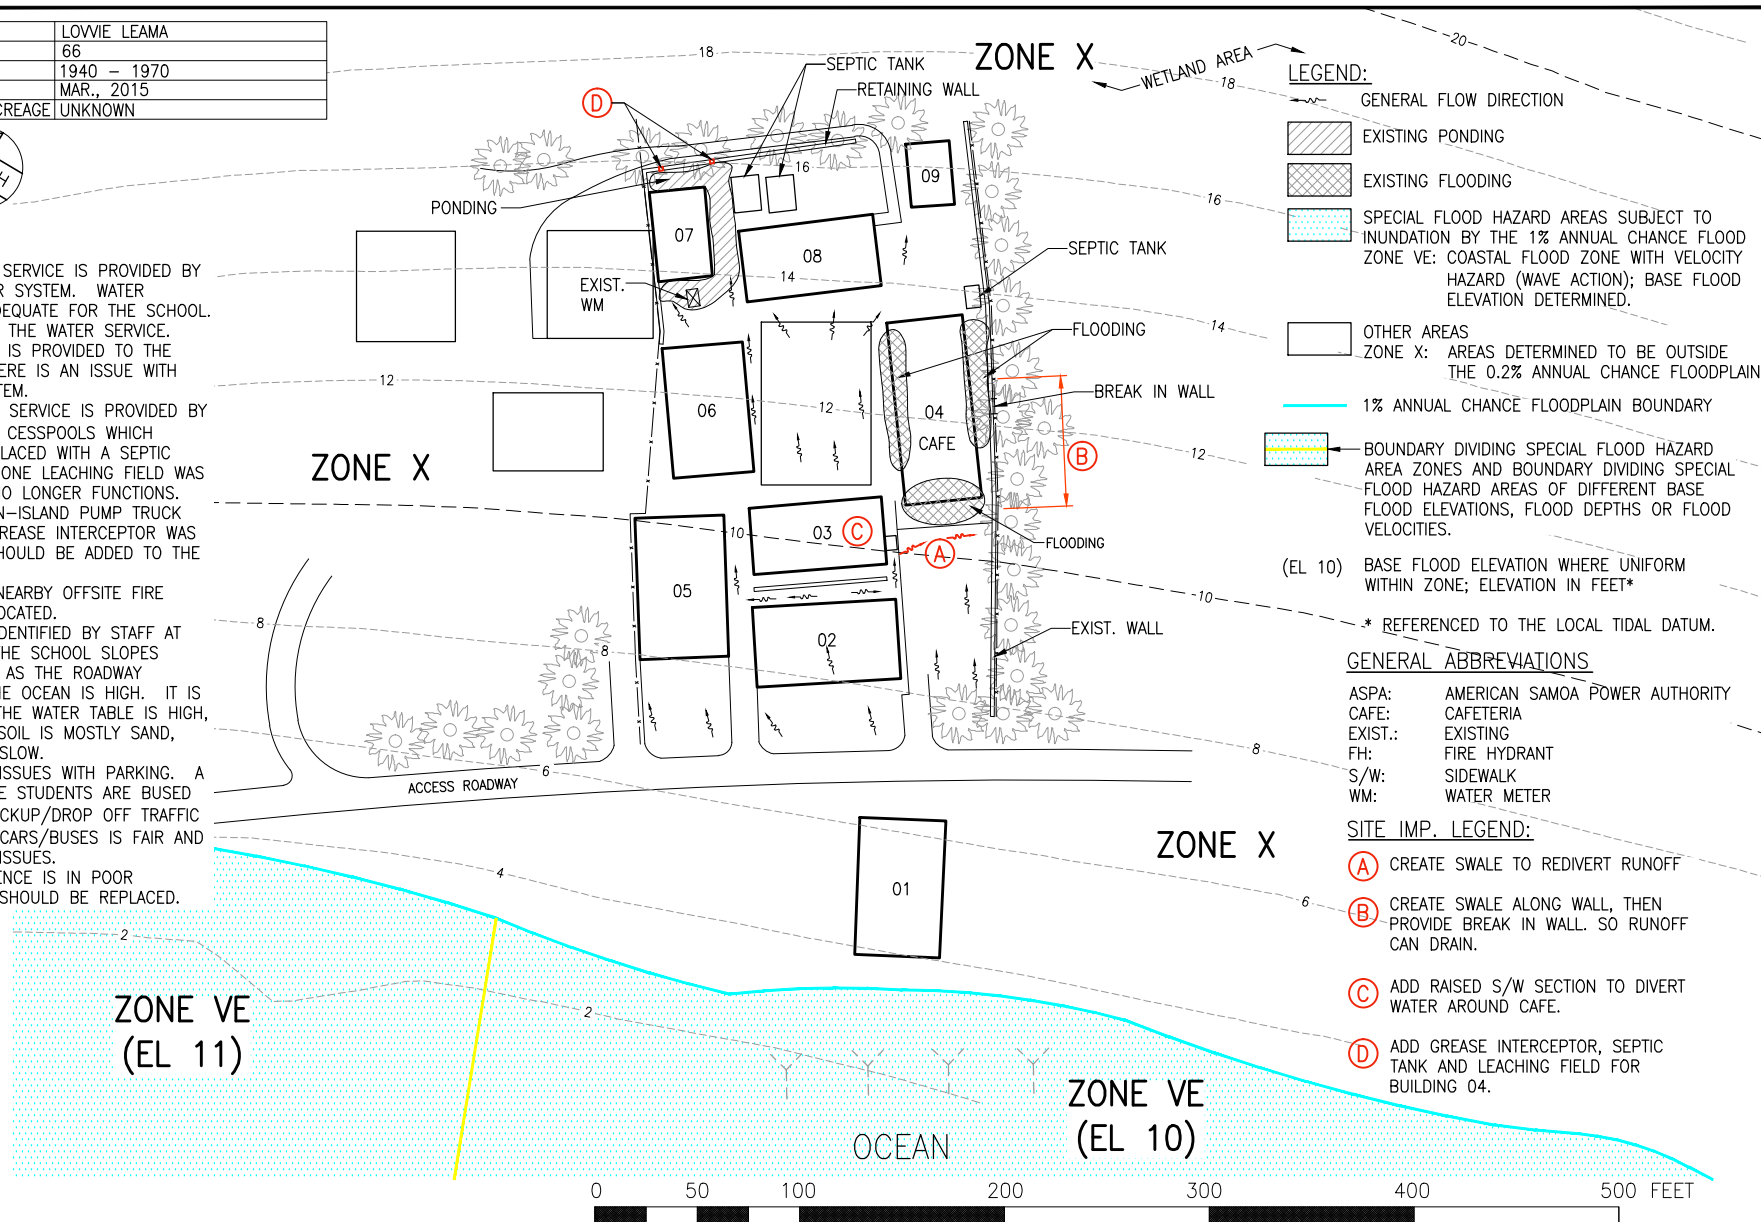 LOVVIE LEAMA
66
1940 - 1970
MAR., 2015
CREAGE UNKNOWN
H
SERVICE IS PROVIDED BY
R SYSTEM. WATER
DEQUATE FOR THE SCHOOL.
THE WATER SERVICE.
IS PROVIDED TO THE
ERE IS AN ISSUE WITH
TEM.
SERVICE IS PROVIDED BY
CESSPOOLS WHICH
LACED WITH A SEPTIC
ONE LEACHING FIELD WAS
NO LONGER FUNCTIONS.
N-ISLAND PUMP TRUCK
REASE INTERCEPTOR WAS
SHOULD BE ADDED TO THE
NEARBY OFFSITE FIRE
OCATED.
DENTIFIED BY STAFF AT
THE SCHOOL SLOPES
AS THE ROADWAY
HE OCEAN IS HIGH. IT IS
THE WATER TABLE IS HIGH,
SOIL IS MOSTLY SAND,
SLOW.
ISSUES WITH PARKING. A
E STUDENTS ARE BUSED
CKUP/DROP OFF TRAFFIC
CARS/BUSES IS FAIR AND
ISSUES.
ENCE IS IN POOR
SHOULD BE REPLACED.
18
ZONE X
WETLAND AREA
20
18
SEPTIC TANK
RETAINING WALL
D
16
09
16
PONDING
07
08
14
EXIST.
WM
SEPTIC TANK
FLOODING
14
12
06
12
04
CAFE
BREAK IN WALL
B
12
ZONE X
10
03
C
A
FLOODING
05
10
8
8
02
EXIST. WALL
8
6
ACCESS ROADWAY
ZONE X
4
01
6
2
2
ZONE VE
(EL 11)
ZONE VE
(EL 10)
OCEAN
0 50 100 200 300 400 500 FEET
LEGEND:
GENERAL FLOW DIRECTION
EXISTING PONDING
EXISTING FLOODING
SPECIAL FLOOD HAZARD AREAS SUBJECT TO
INUNDATION BY THE 1% ANNUAL CHANCE FLOOD
ZONE VE: COASTAL FLOOD ZONE WITH VELOCITY
HAZARD (WAVE ACTION); BASE FLOOD
ELEVATION DETERMINED.
OTHER AREAS
ZONE X: AREAS DETERMINED TO BE OUTSIDE
THE 0.2% ANNUAL CHANCE FLOODPLAIN
1% ANNUAL CHANCE FLOODPLAIN BOUNDARY
BOUNDARY DIVIDING SPECIAL FLOOD HAZARD
AREA ZONES AND BOUNDARY DIVIDING SPECIAL
FLOOD HAZARD AREAS OF DIFFERENT BASE
FLOOD ELEVATIONS, FLOOD DEPTHS OR FLOOD
VELOCITIES.
(EL 10) BASE FLOOD ELEVATION WHERE UNIFORM
WITHIN ZONE; ELEVATION IN FEET*
* REFERENCED TO THE LOCAL TIDAL DATUM.
GENERAL ABBREVIATIONS
ASPA: AMERICAN SAMOA POWER AUTHORITY
CAFE: CAFETERIA
EXIST.: EXISTING
FH: FIRE HYDRANT
S/W: SIDEWALK
WM: WATER METER
SITE IMP. LEGEND:
A CREATE SWALE TO REDIVERT RUNOFF
B CREATE SWALE ALONG WALL, THEN
PROVIDE BREAK IN WALL. SO RUNOFF
CAN DRAIN.
C ADD RAISED S/W SECTION TO DIVERT
WATER AROUND CAFE.
D ADD GREASE INTERCEPTOR, SEPTIC
TANK AND LEACHING FIELD FOR
BUILDING 04.